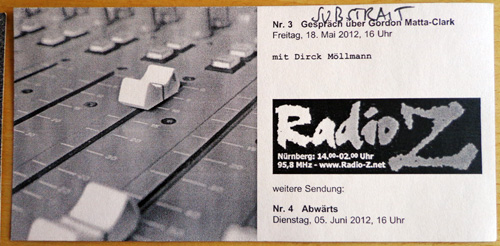 SUBSTRAT
Nr. 3 Gespräch über Gordon Matta-Clark
Freitag, 18. Mai 2012, 16 Uhr
mit Dirck Möllmann
Radio Z
Nürnberg: 14.00-02.00 Uhr
95,8 MHz - www.Radio-Z.net
weitere Sendung:
Nr. 4 Abwärts
Dienstag, 05. Juni 2012, 16 Uhr